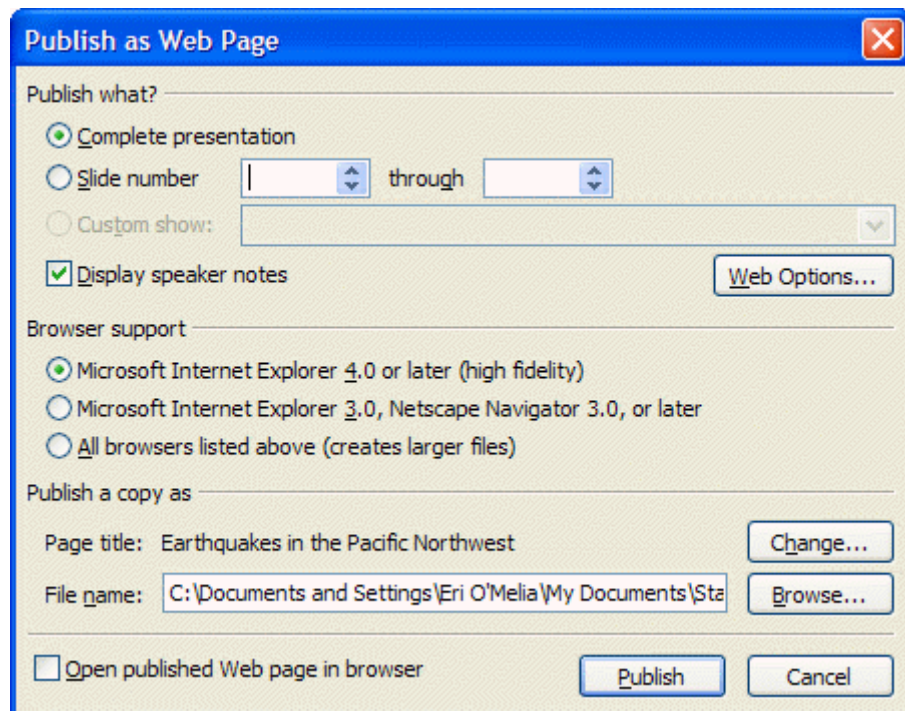 Publish as Web Page
Publish what?
Complete presentation
Slide number through
Custom show:
Display speaker notes Web Options...
Browser support
Microsoft Internet Explorer 4.0 or later (high fidelity)
Microsoft Internet Explorer 3.0, Netscape Navigator 3.0, or later
All browsers listed above (creates larger files)
Publish a copy as
Page title: Earthquakes in the Pacific Northwest Change...
File name: C:\Documents and Settings\Eri O'Melia\My Documents\Sta Browse...
Open published Web page in browser Publish Cancel